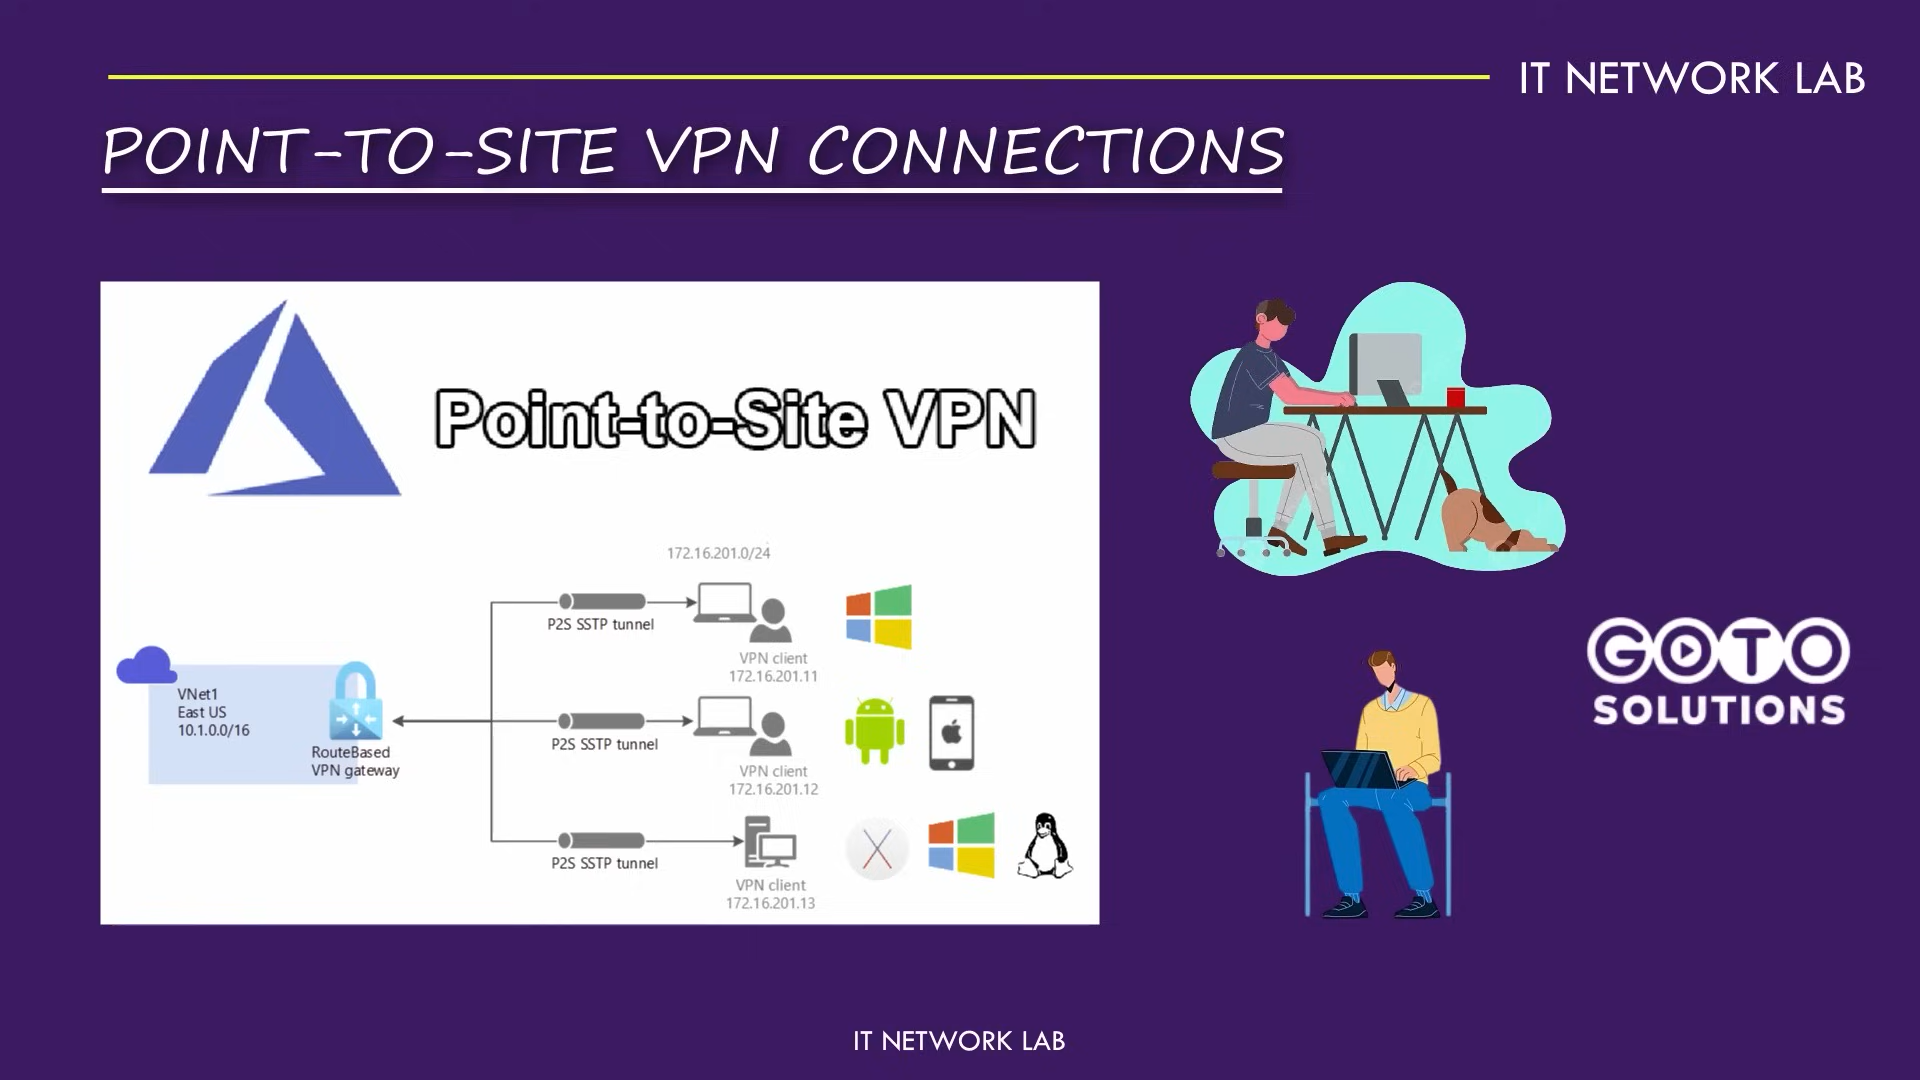 IT NETWORK LAB
POINT-TO-SITE VPN CONNECTIONS
Point-to-Site VPN
172.16.201.0/24
P2S SSTP tunnel
VPN client
172.16.201.11
VNet1
East US
10.1.0.0/16
RouteBased
VPN gateway
P2S SSTP tunnel
VPN client
172.16.201.12
P2S SSTP tunnel
VPN client
172.16.201.13
GOTO
SOLUTIONS
IT NETWORK LAB